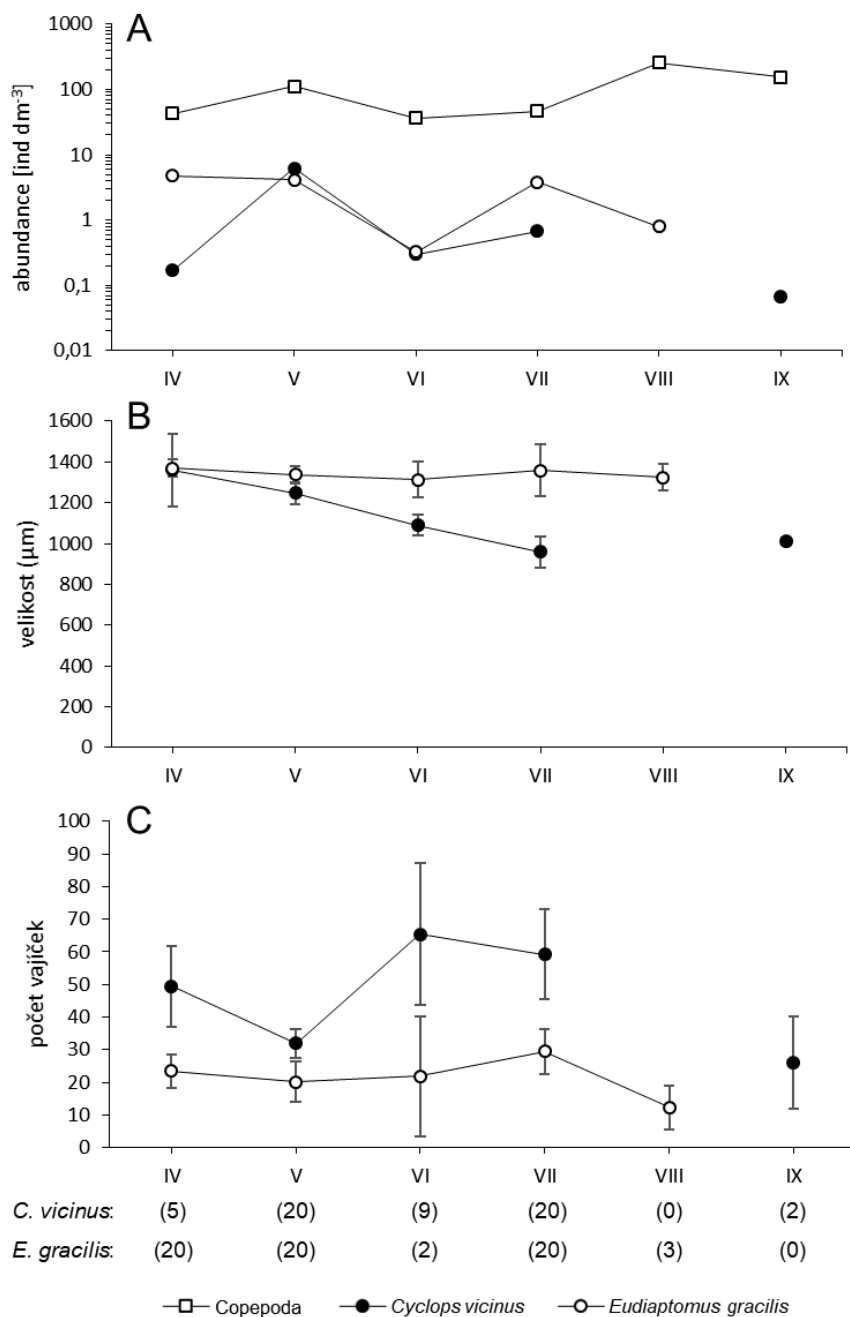 A
abundance [ind dm⁻³]
1000
100
10
1
0,1
0,01
IV V VI VII VIII IX
B
velikost (µm)
1600
1400
1200
1000
800
600
400
200
0
IV V VI VII VIII IX
C
počet vajíček
100
90
80
70
60
50
40
30
20
10
0
IV V VI VII VIII IX
C. vicinus: (5) (20) (9) (20) (0) (2)
E. gracilis: (20) (20) (2) (20) (3) (0)
Copepoda Cyclops vicinus Eudiaptomus gracilis